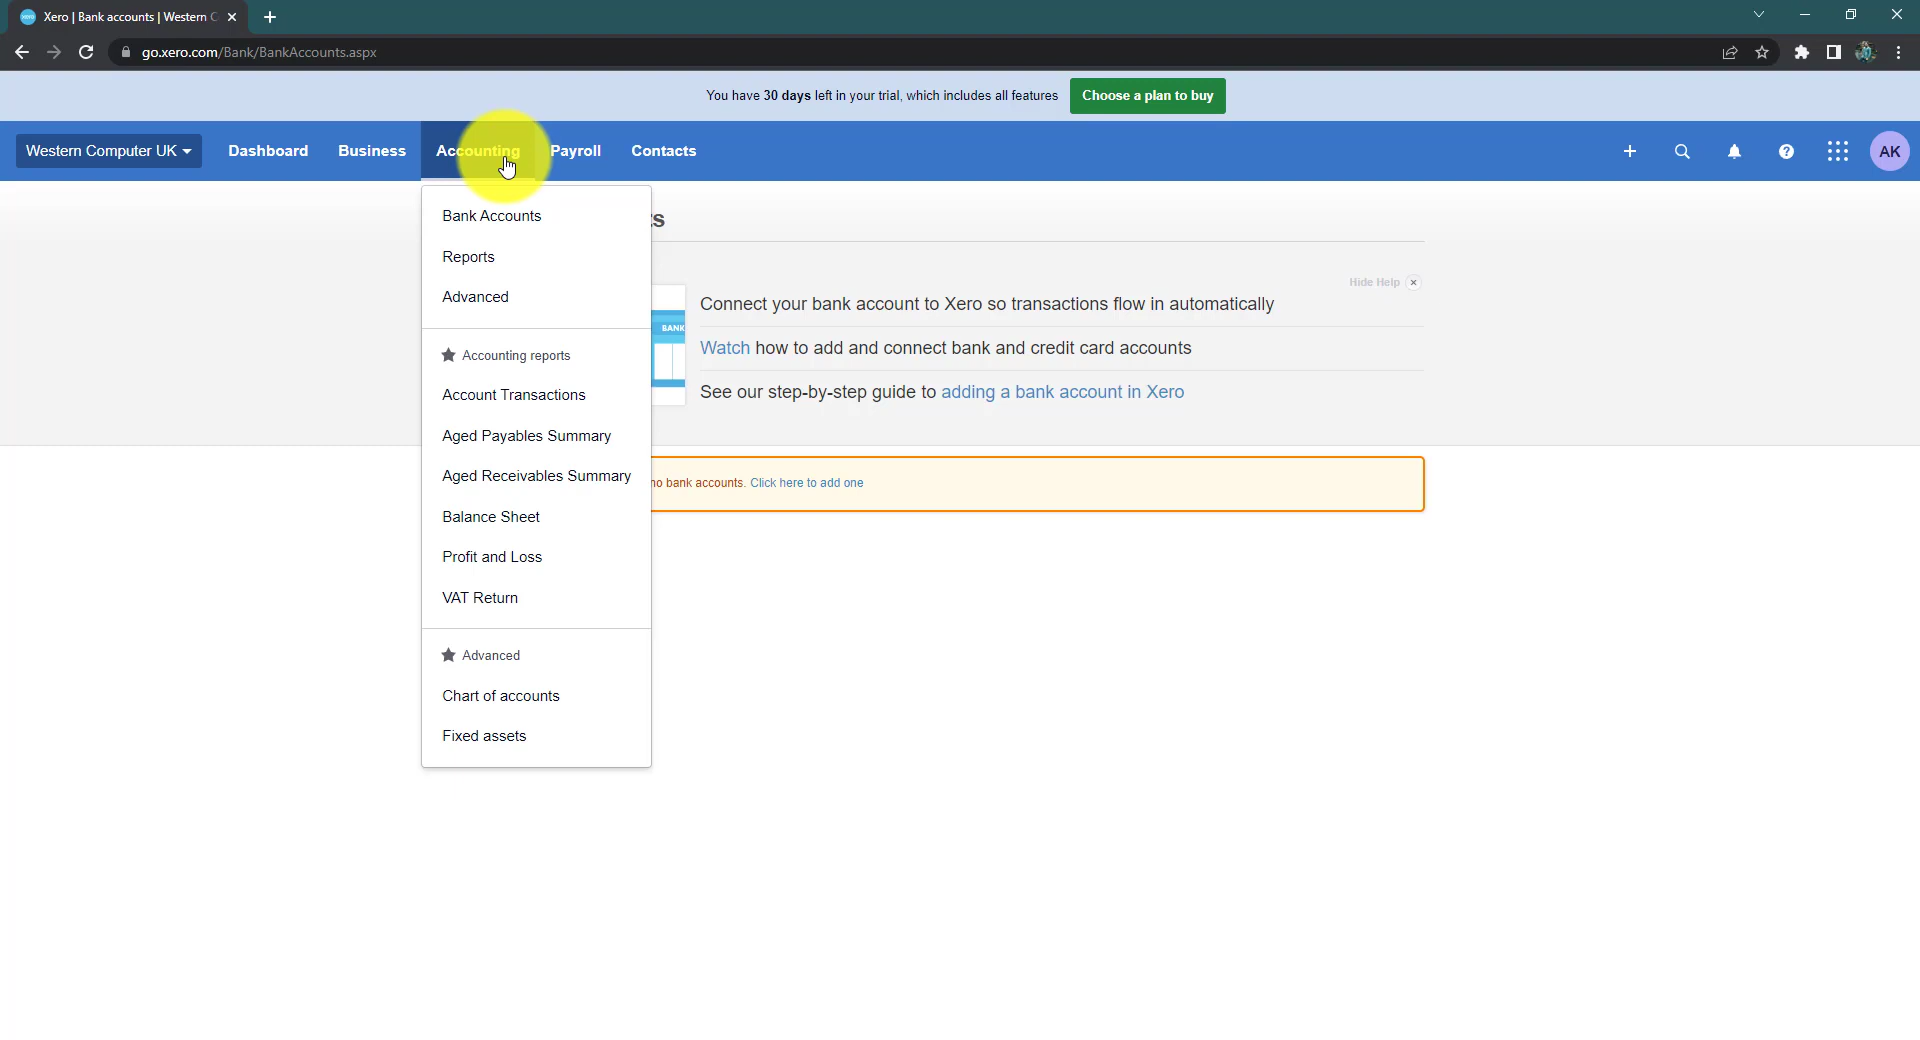 Xero | Bank accounts | Western C
go.xero.com/Bank/BankAccounts.aspx
You have 30 days left in your trial, which includes all features
Choose a plan to buy
Western Computer UK
Dashboard
Business
Accounting
Payroll
Contacts
AK
Bank Accounts
Reports
Advanced
Accounting reports
Account Transactions
Aged Payables Summary
Aged Receivables Summary
Balance Sheet
Profit and Loss
VAT Return
Advanced
Chart of accounts
Fixed assets
ts
Hide Help
BANK
Connect your bank account to Xero so transactions flow in automatically
Watch how to add and connect bank and credit card accounts
See our step-by-step guide to adding a bank account in Xero
no bank accounts. Click here to add one